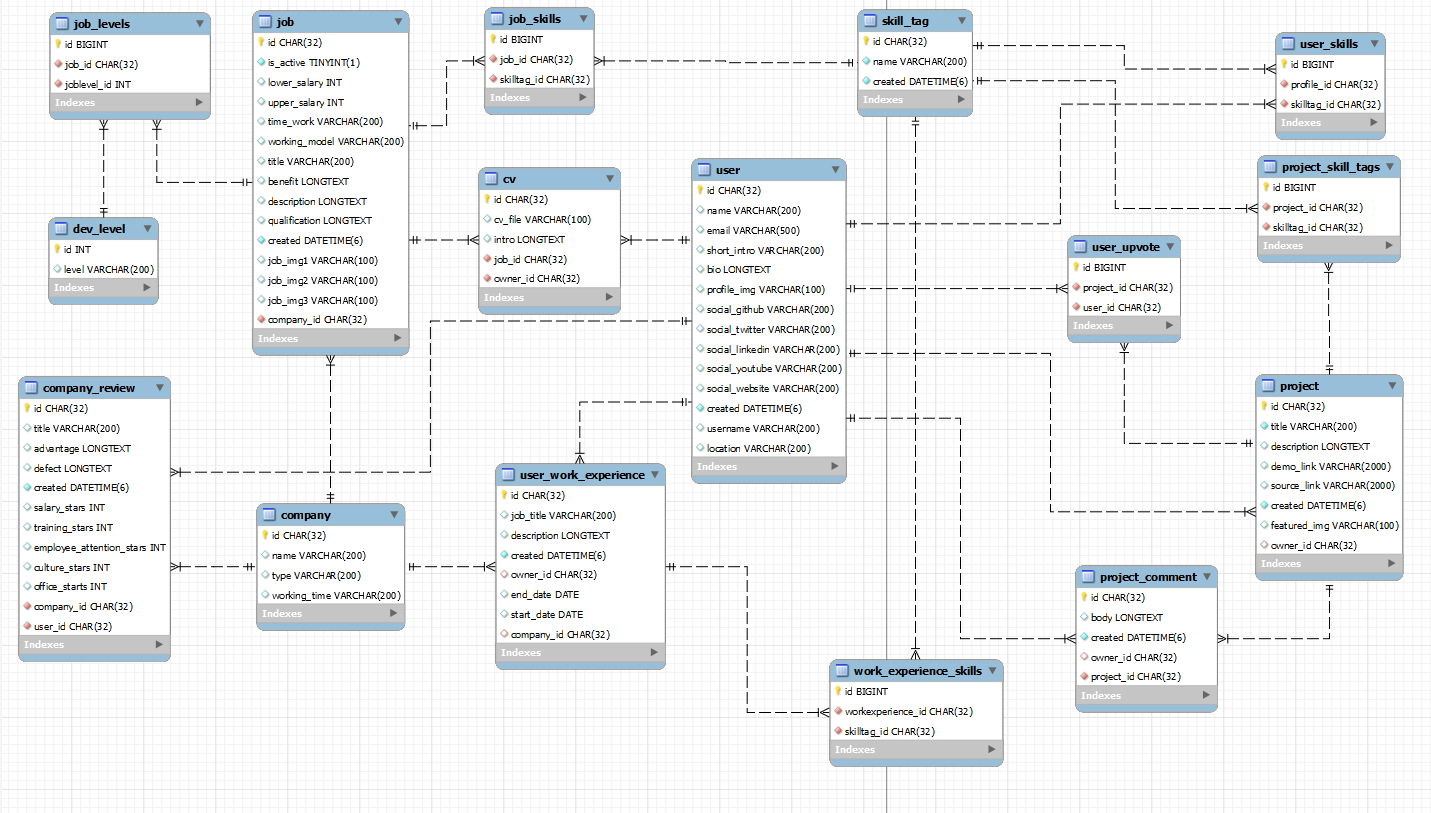 job_levels
id BIGINT
job_id CHAR(32)
joblevel_id INT
Indexes
job
id CHAR(32)
is_active TINYINT(1)
lower_salary INT
upper_salary INT
time_work VARCHAR(200)
working_model VARCHAR(200)
title VARCHAR(200)
benefit LONGTEXT
description LONGTEXT
qualification LONGTEXT
created DATETIME(6)
job_img1 VARCHAR(100)
job_img2 VARCHAR(100)
job_img3 VARCHAR(100)
company_id CHAR(32)
Indexes
job_skills
id BIGINT
job_id CHAR(32)
skilltag_id CHAR(32)
Indexes
skill_tag
id CHAR(32)
name VARCHAR(200)
created DATETIME(6)
Indexes
user_skills
id BIGINT
profile_id CHAR(32)
skilltag_id CHAR(32)
Indexes
dev_level
id INT
level VARCHAR(200)
Indexes
cv
id CHAR(32)
cv_file VARCHAR(100)
intro LONGTEXT
job_id CHAR(32)
owner_id CHAR(32)
Indexes
user
id CHAR(32)
name VARCHAR(200)
email VARCHAR(500)
short_intro VARCHAR(200)
bio LONGTEXT
profile_img VARCHAR(100)
social_github VARCHAR(200)
social_twitter VARCHAR(200)
social_linkedin VARCHAR(200)
social_youtube VARCHAR(200)
social_website VARCHAR(200)
created DATETIME(6)
username VARCHAR(200)
location VARCHAR(200)
Indexes
project_skill_tags
id BIGINT
project_id CHAR(32)
skilltag_id CHAR(32)
Indexes
user_upvote
id BIGINT
project_id CHAR(32)
user_id CHAR(32)
Indexes
company_review
id CHAR(32)
title VARCHAR(200)
advantage LONGTEXT
defect LONGTEXT
created DATETIME(6)
salary_stars INT
training_stars INT
employee_attention_stars INT
culture_stars INT
office_starts INT
company_id CHAR(32)
user_id CHAR(32)
Indexes
company
id CHAR(32)
name VARCHAR(200)
type VARCHAR(200)
working_time VARCHAR(200)
Indexes
user_work_experience
id CHAR(32)
job_title VARCHAR(200)
description LONGTEXT
created DATETIME(6)
owner_id CHAR(32)
end_date DATE
start_date DATE
company_id CHAR(32)
Indexes
project
id CHAR(32)
title VARCHAR(200)
description LONGTEXT
demo_link VARCHAR(2000)
source_link VARCHAR(2000)
created DATETIME(6)
featured_img VARCHAR(100)
owner_id CHAR(32)
Indexes
project_comment
id CHAR(32)
body LONGTEXT
created DATETIME(6)
owner_id CHAR(32)
project_id CHAR(32)
Indexes
work_experience_skills
id BIGINT
workexperience_id CHAR(32)
skilltag_id CHAR(32)
Indexes